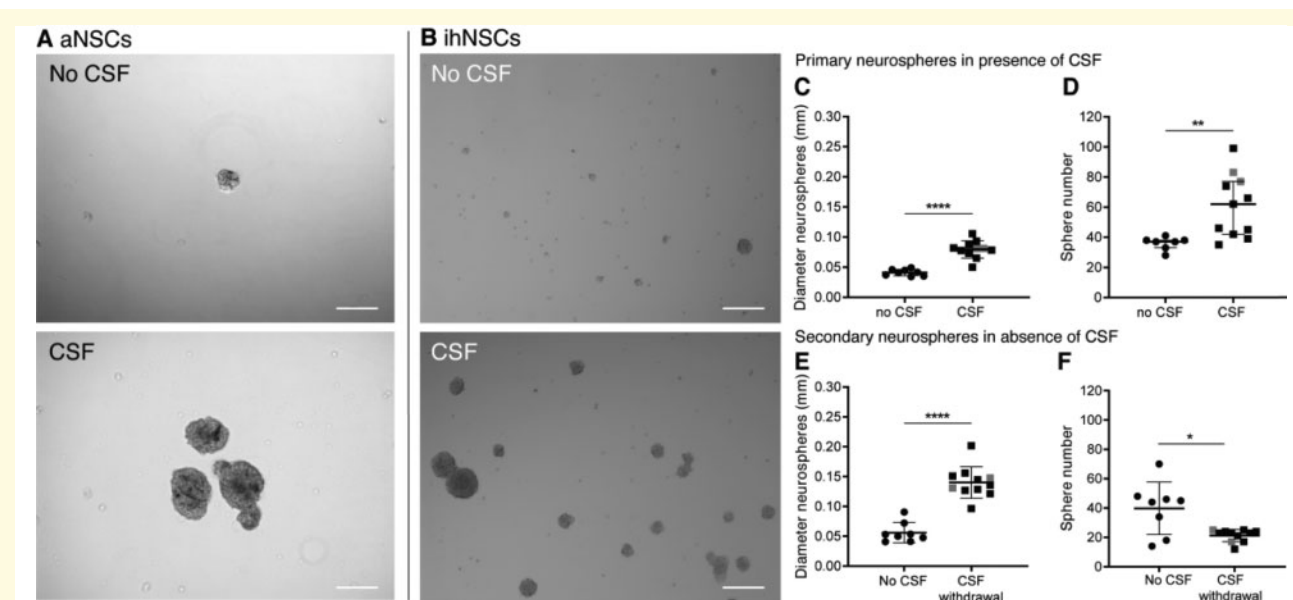 A aNSCs
No CSF
CSF
B ihNSCs
No CSF
CSF
Primary neurospheres in presence of CSF
C
Diameter neurospheres (mm)
0.30
0.25
0.20
0.15
0.10
0.05
0.00
****
no CSF CSF
D
Sphere number
120
100
80
60
40
20
0
**
no CSF CSF
Secondary neurospheres in absence of CSF
E
Diameter neurospheres (mm)
0.30
0.25
0.20
0.15
0.10
0.05
0.00
****
No CSF CSF
withdrawal
F
Sphere number
120
100
80
60
40
20
0
*
No CSF CSF
withdrawal